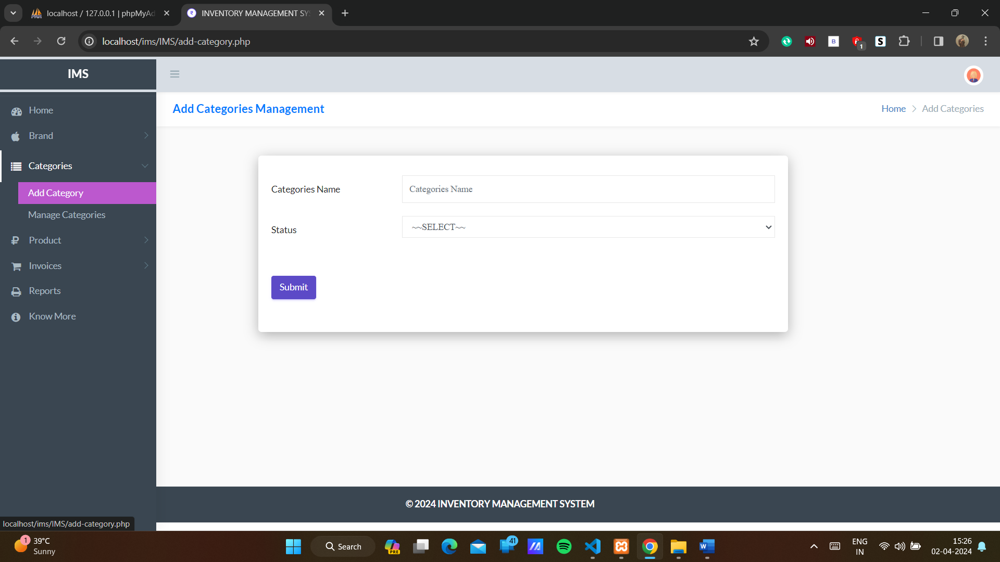 localhost / 127.0.0.1 | phpMyAd
INVENTORY MANAGEMENT SYS
localhost/ims/IMS/add-category.php
B
1
S
IMS
Home
Brand
Categories
Add Category
Manage Categories
Product
Invoices
Reports
Know More
Add Categories Management
Home
Add Categories
Categories Name
Categories Name
Status
~~SELECT~~
Submit
© 2024 INVENTORY MANAGEMENT SYSTEM
localhost/ims/IMS/add-category.php
1
39°C
Sunny
Search
PRE
41
W
ENG
IN
15:26
02-04-2024